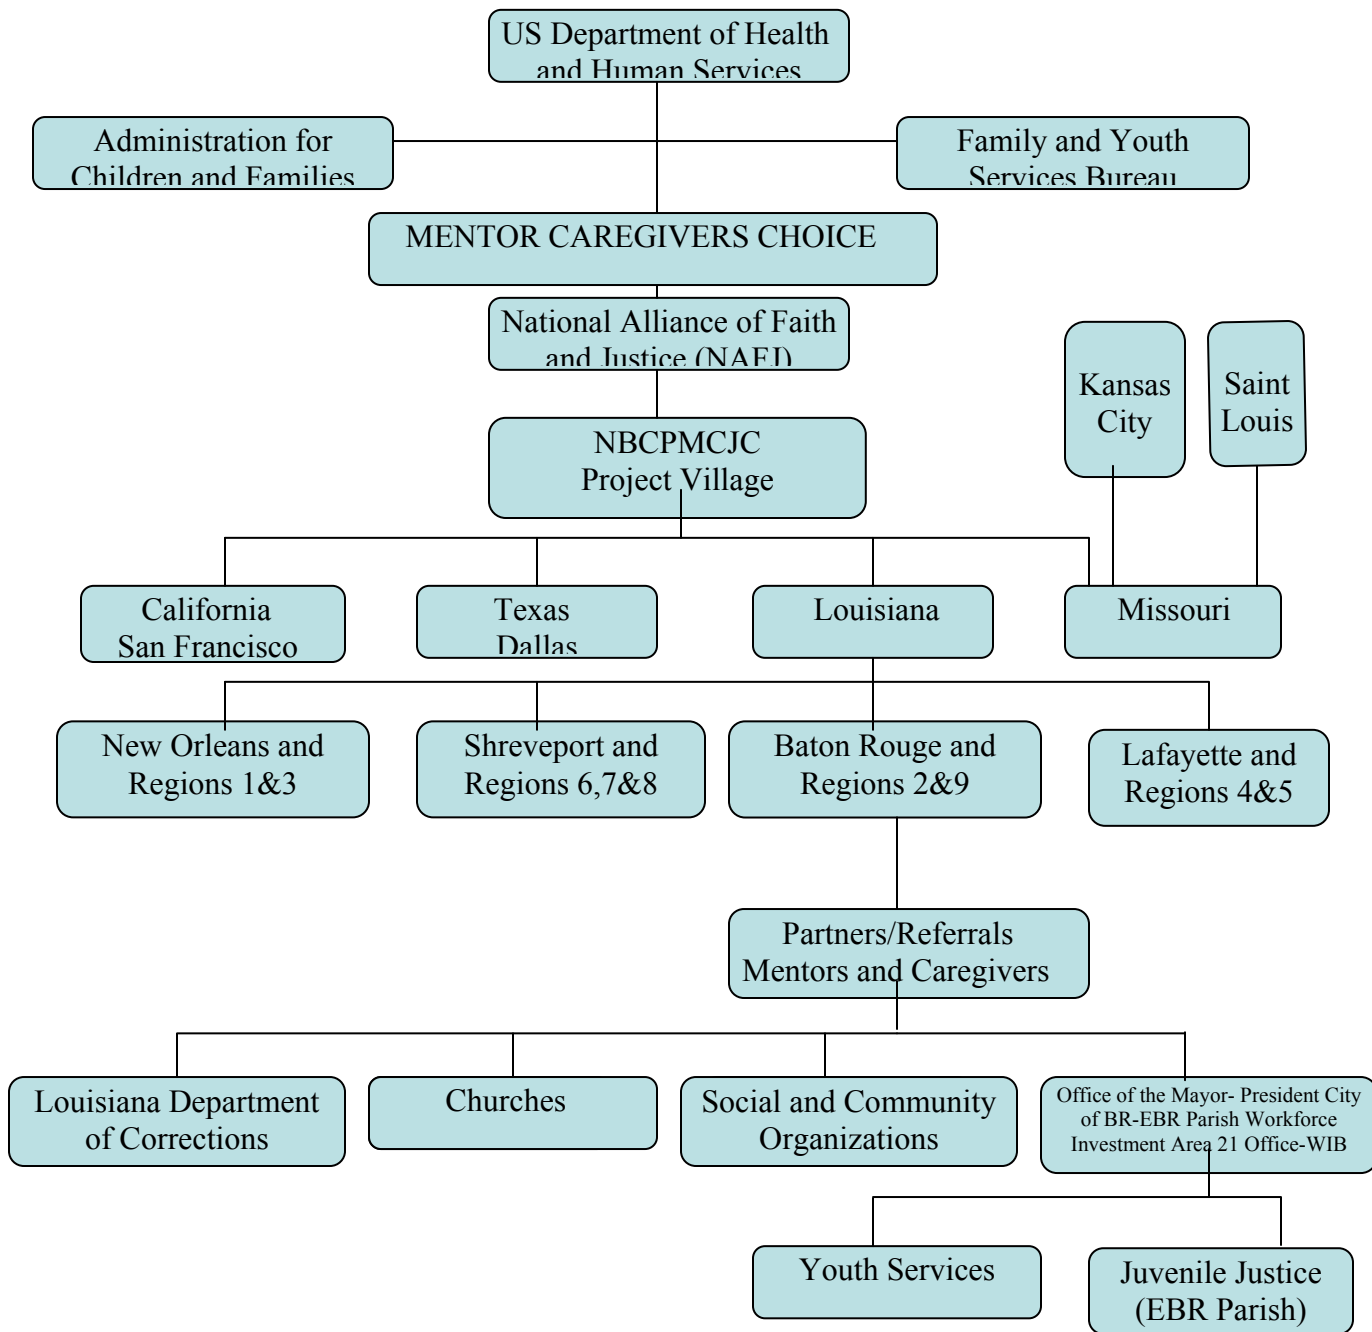 US Department of Health
and Human Services
Administration for
Children and Families
Family and Youth
Services Bureau
MENTOR CAREGIVERS CHOICE
National Alliance of Faith
and Justice (NAFJ)
Kansas
City
Saint
Louis
NBCPMCJC
Project Village
California
San Francisco
Texas
Dallas
Louisiana
Missouri
New Orleans and
Regions 1&3
Shreveport and
Regions 6,7&8
Baton Rouge and
Regions 2&9
Lafayette and
Regions 4&5
Partners/Referrals
Mentors and Caregivers
Louisiana Department
of Corrections
Churches
Social and Community
Organizations
Office of the Mayor- President City
of BR-EBR Parish Workforce
Investment Area 21 Office-WIB
Youth Services
Juvenile Justice
(EBR Parish)